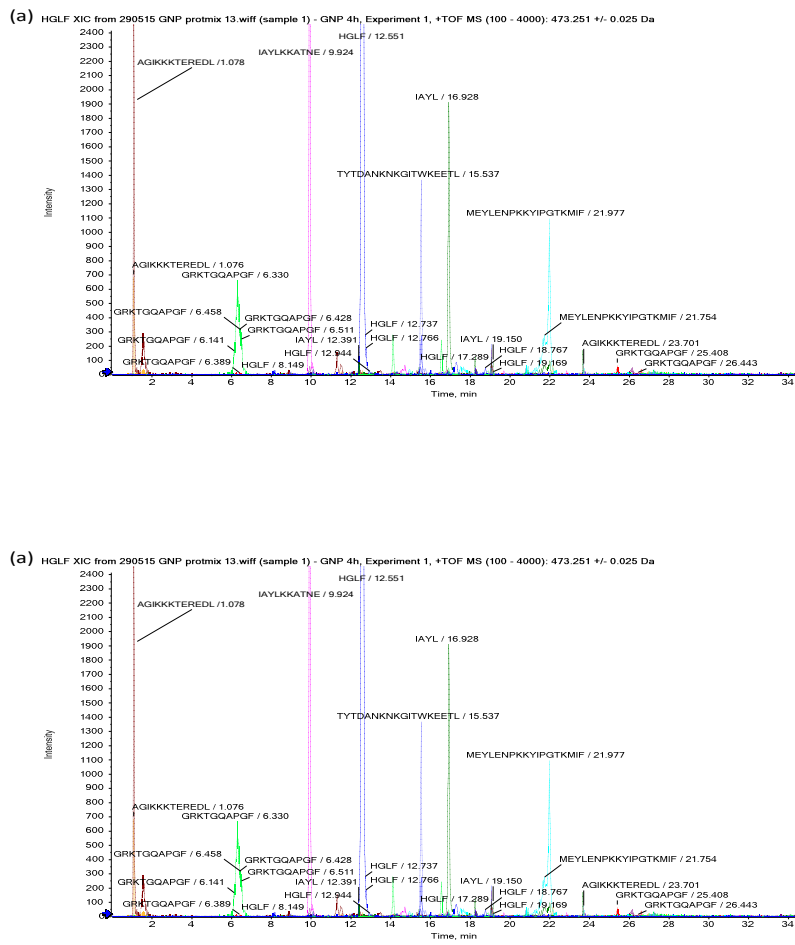 (a) HGLF XIC from 290515 GNP protmix 13.wiff (sample 1) - GNP 4h, Experiment 1, +TOF MS (100 - 4000): 473.251 +/- 0.025 Da
2400
HGLF / 12.551
2300
IAYLKKATNE / 9.924
2200
AGIKKKTEREDL /1.078
2100
2000
IAYL / 16.928
1900
1800
1700
1600
1500
TYTDANKNKGITWKEETL / 15.537
1400
1300
Intensity
1200
MEYLENPKKYIPGTKMIF / 21.977
1100
1000
900
800
AGIKKKTEREDL / 1.076
700
GRKTGQAPGF / 6.330
600
500
GRKTGQAPGF / 6.458
GRKTGQAPGF / 6.428
MEYLENPKKYIPGTKMIF / 21.754
400
HGLF / 12.737
300
GRKTGQAPGF / 6.511
GRKTGQAPGF / 6.141
IAYL / 12.391
HGLF / 12.766
IAYL / 19.150
AGIKKKTEREDL / 23.701
200
HGLF / 12.944
HGLF / 17.289
HGLF / 18.767
GRKTGQAPGF / 25.408
100
GRKTGQAPGF / 6.389
HGLF / 8.149
HGLF / 19.169
GRKTGQAPGF / 26.443
0
2 4 6 8 10 12 14 16 18 20 22 24 26 28 30 32 34
Time, min
(a) HGLF XIC from 290515 GNP protmix 13.wiff (sample 1) - GNP 4h, Experiment 1, +TOF MS (100 - 4000): 473.251 +/- 0.025 Da
2400
HGLF / 12.551
2300
IAYLKKATNE / 9.924
2200
AGIKKKTEREDL /1.078
2100
2000
IAYL / 16.928
1900
1800
1700
1600
1500
TYTDANKNKGITWKEETL / 15.537
1400
1300
Intensity
1200
MEYLENPKKYIPGTKMIF / 21.977
1100
1000
900
800
AGIKKKTEREDL / 1.076
700
GRKTGQAPGF / 6.330
600
500
GRKTGQAPGF / 6.458
GRKTGQAPGF / 6.428
MEYLENPKKYIPGTKMIF / 21.754
400
HGLF / 12.737
300
GRKTGQAPGF / 6.511
GRKTGQAPGF / 6.141
IAYL / 12.391
HGLF / 12.766
IAYL / 19.150
AGIKKKTEREDL / 23.701
200
HGLF / 12.944
HGLF / 17.289
HGLF / 18.767
GRKTGQAPGF / 25.408
100
GRKTGQAPGF / 6.389
HGLF / 8.149
HGLF / 19.169
GRKTGQAPGF / 26.443
0
2 4 6 8 10 12 14 16 18 20 22 24 26 28 30 32 34
Time, min